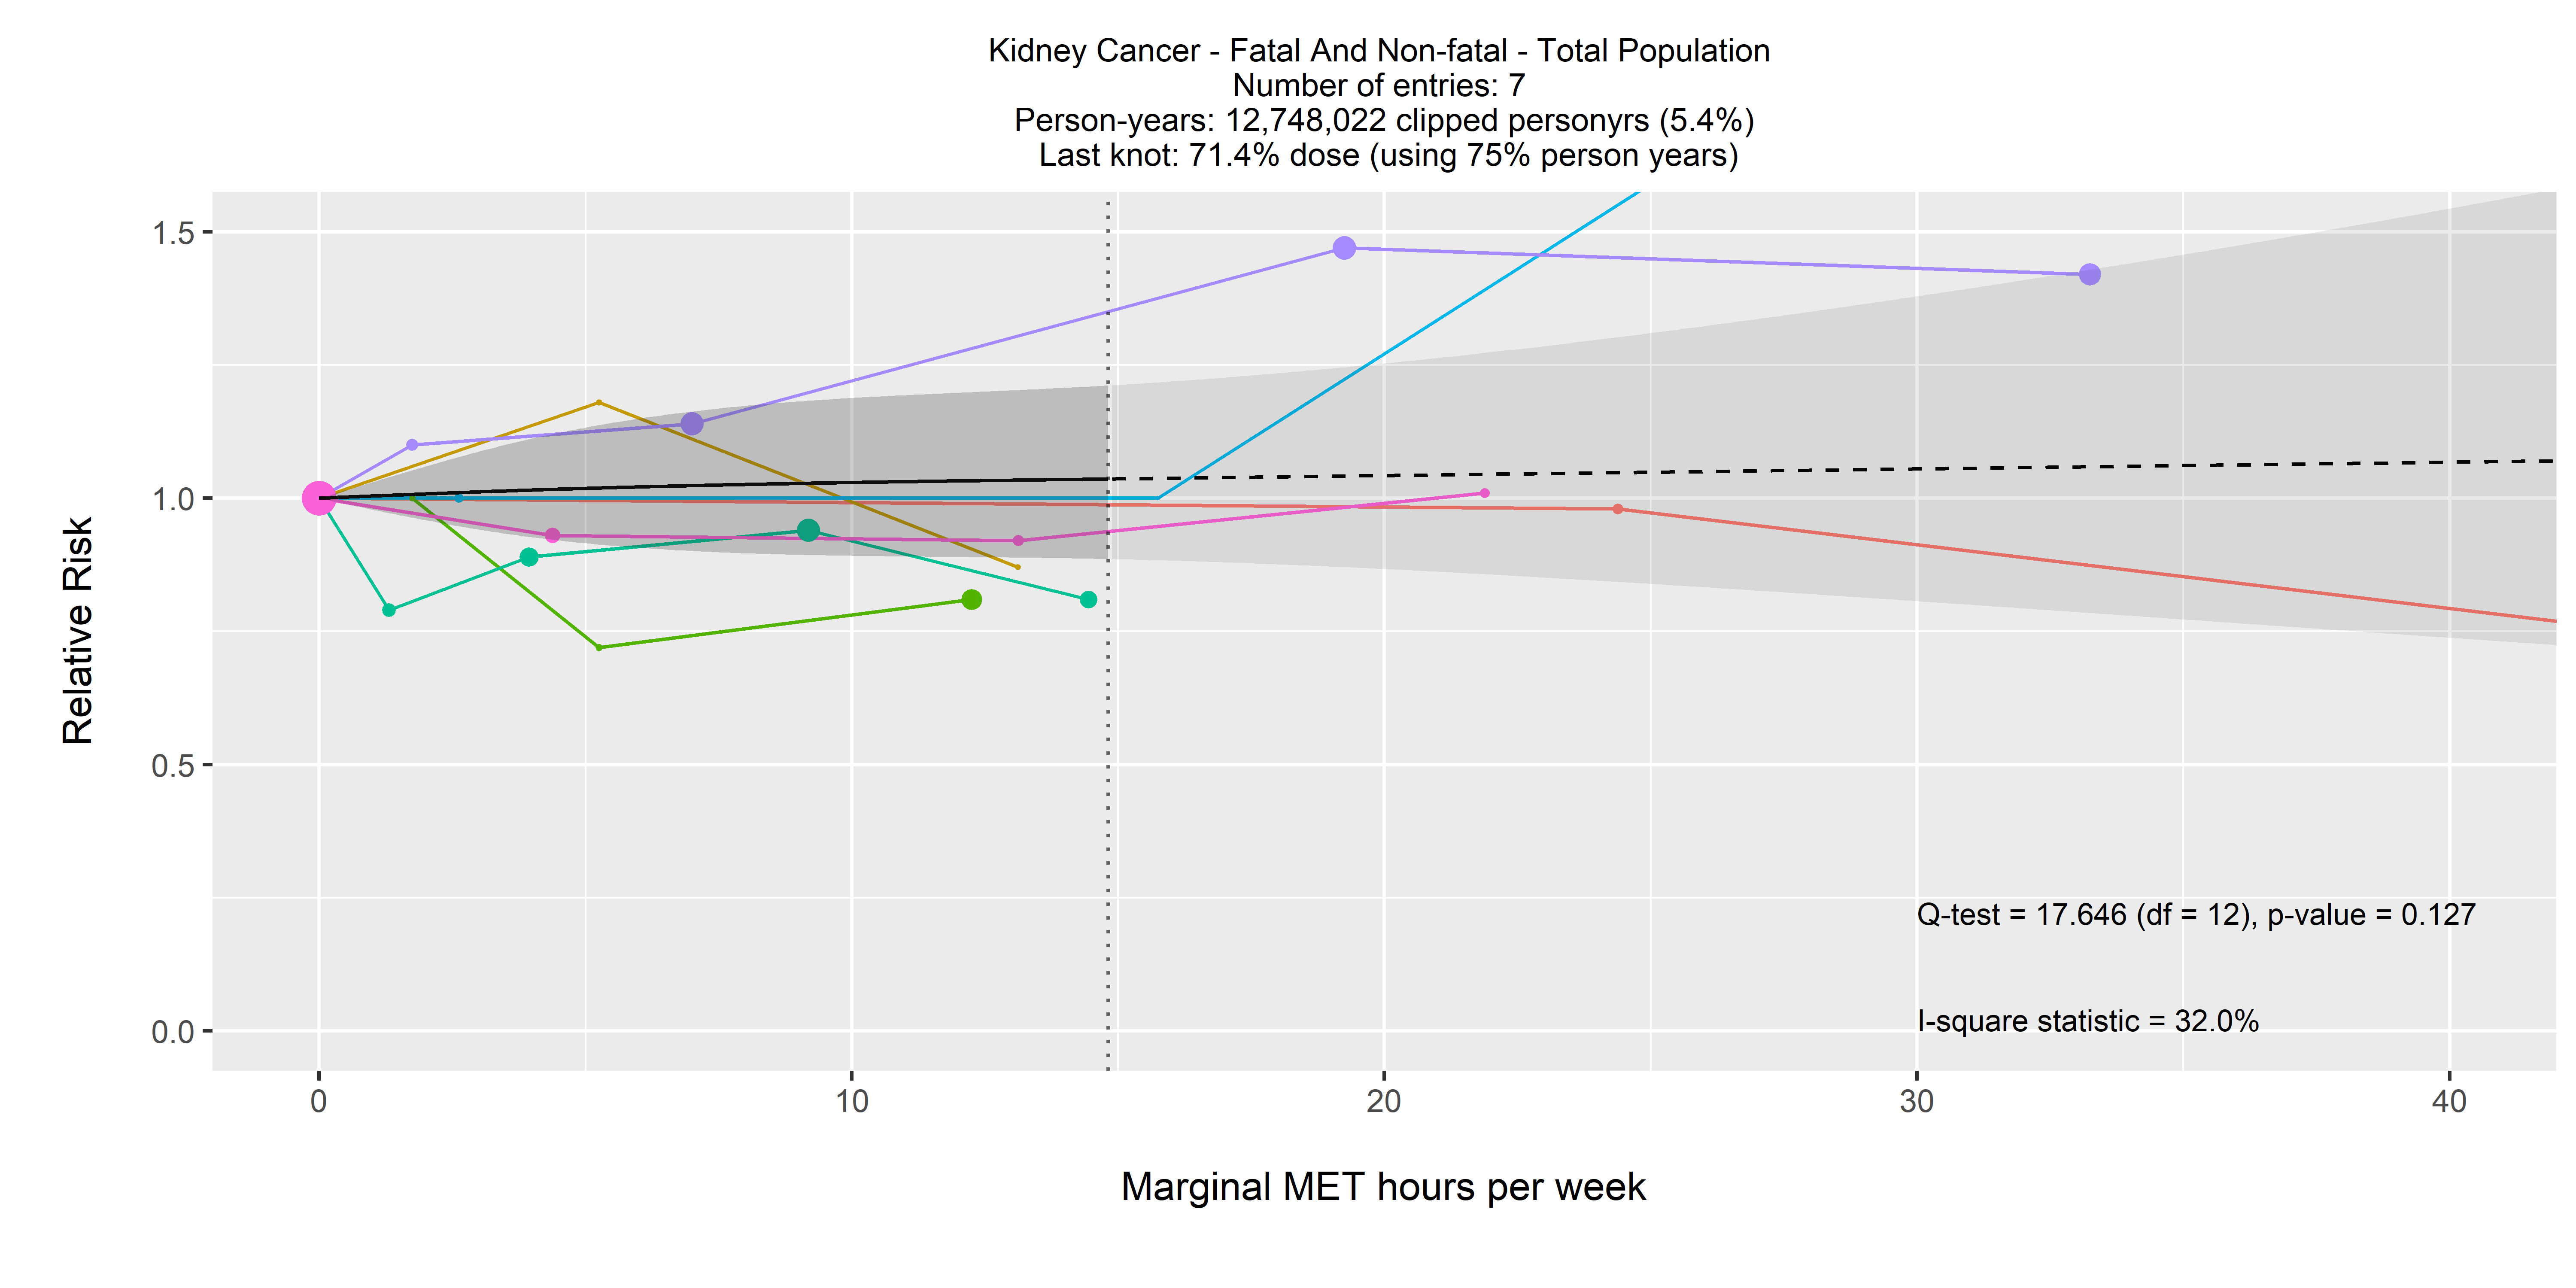 Kidney Cancer - Fatal And Non-fatal - Total Population
Number of entries: 7
Person-years: 12,748,022 clipped personyrs (5.4%)
Last knot: 71.4% dose (using 75% person years)
1.5
1.0
0.5
0.0
Relative Risk
Q-test = 17.646 (df = 12), p-value = 0.127
I-square statistic = 32.0%
0 10 20 30 40
Marginal MET hours per week